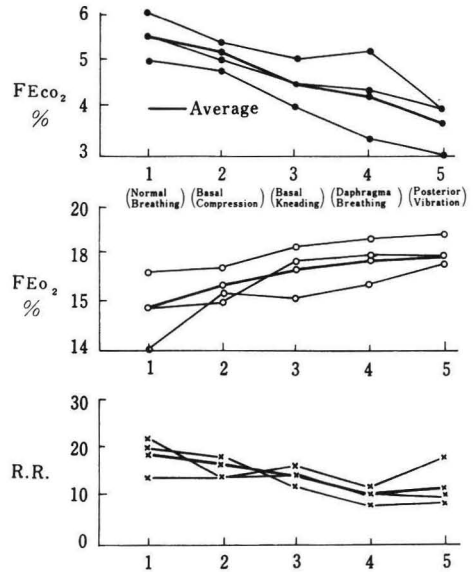 6
5
FEco₂
4
%
Average
3
1 2 3 4 5
(Normal Breathing) (Basal Compression) (Basal Kneading) (Daphragma Breathing) (Posterior Vibration)
20
18
FEo₂
15
%
14
1 2 3 4 5
30
20
R.R.
10
0
1 2 3 4 5